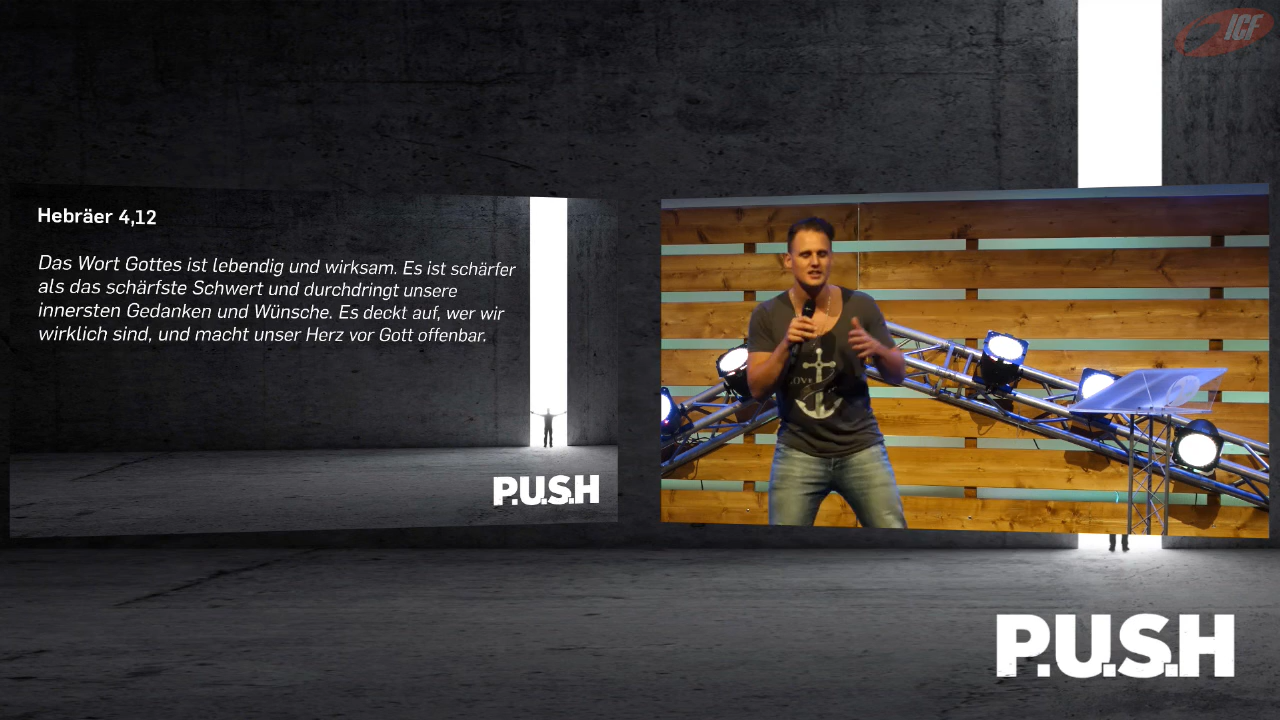 ICF
Hebräer 4,12
Das Wort Gottes ist lebendig und wirksam. Es ist schärfer
als das schärfste Schwert und durchdringt unsere
innersten Gedanken und Wünsche. Es deckt auf, wer wir
wirklich sind, und macht unser Herz vor Gott offenbar.
P.U.S.H
P.U.S.H